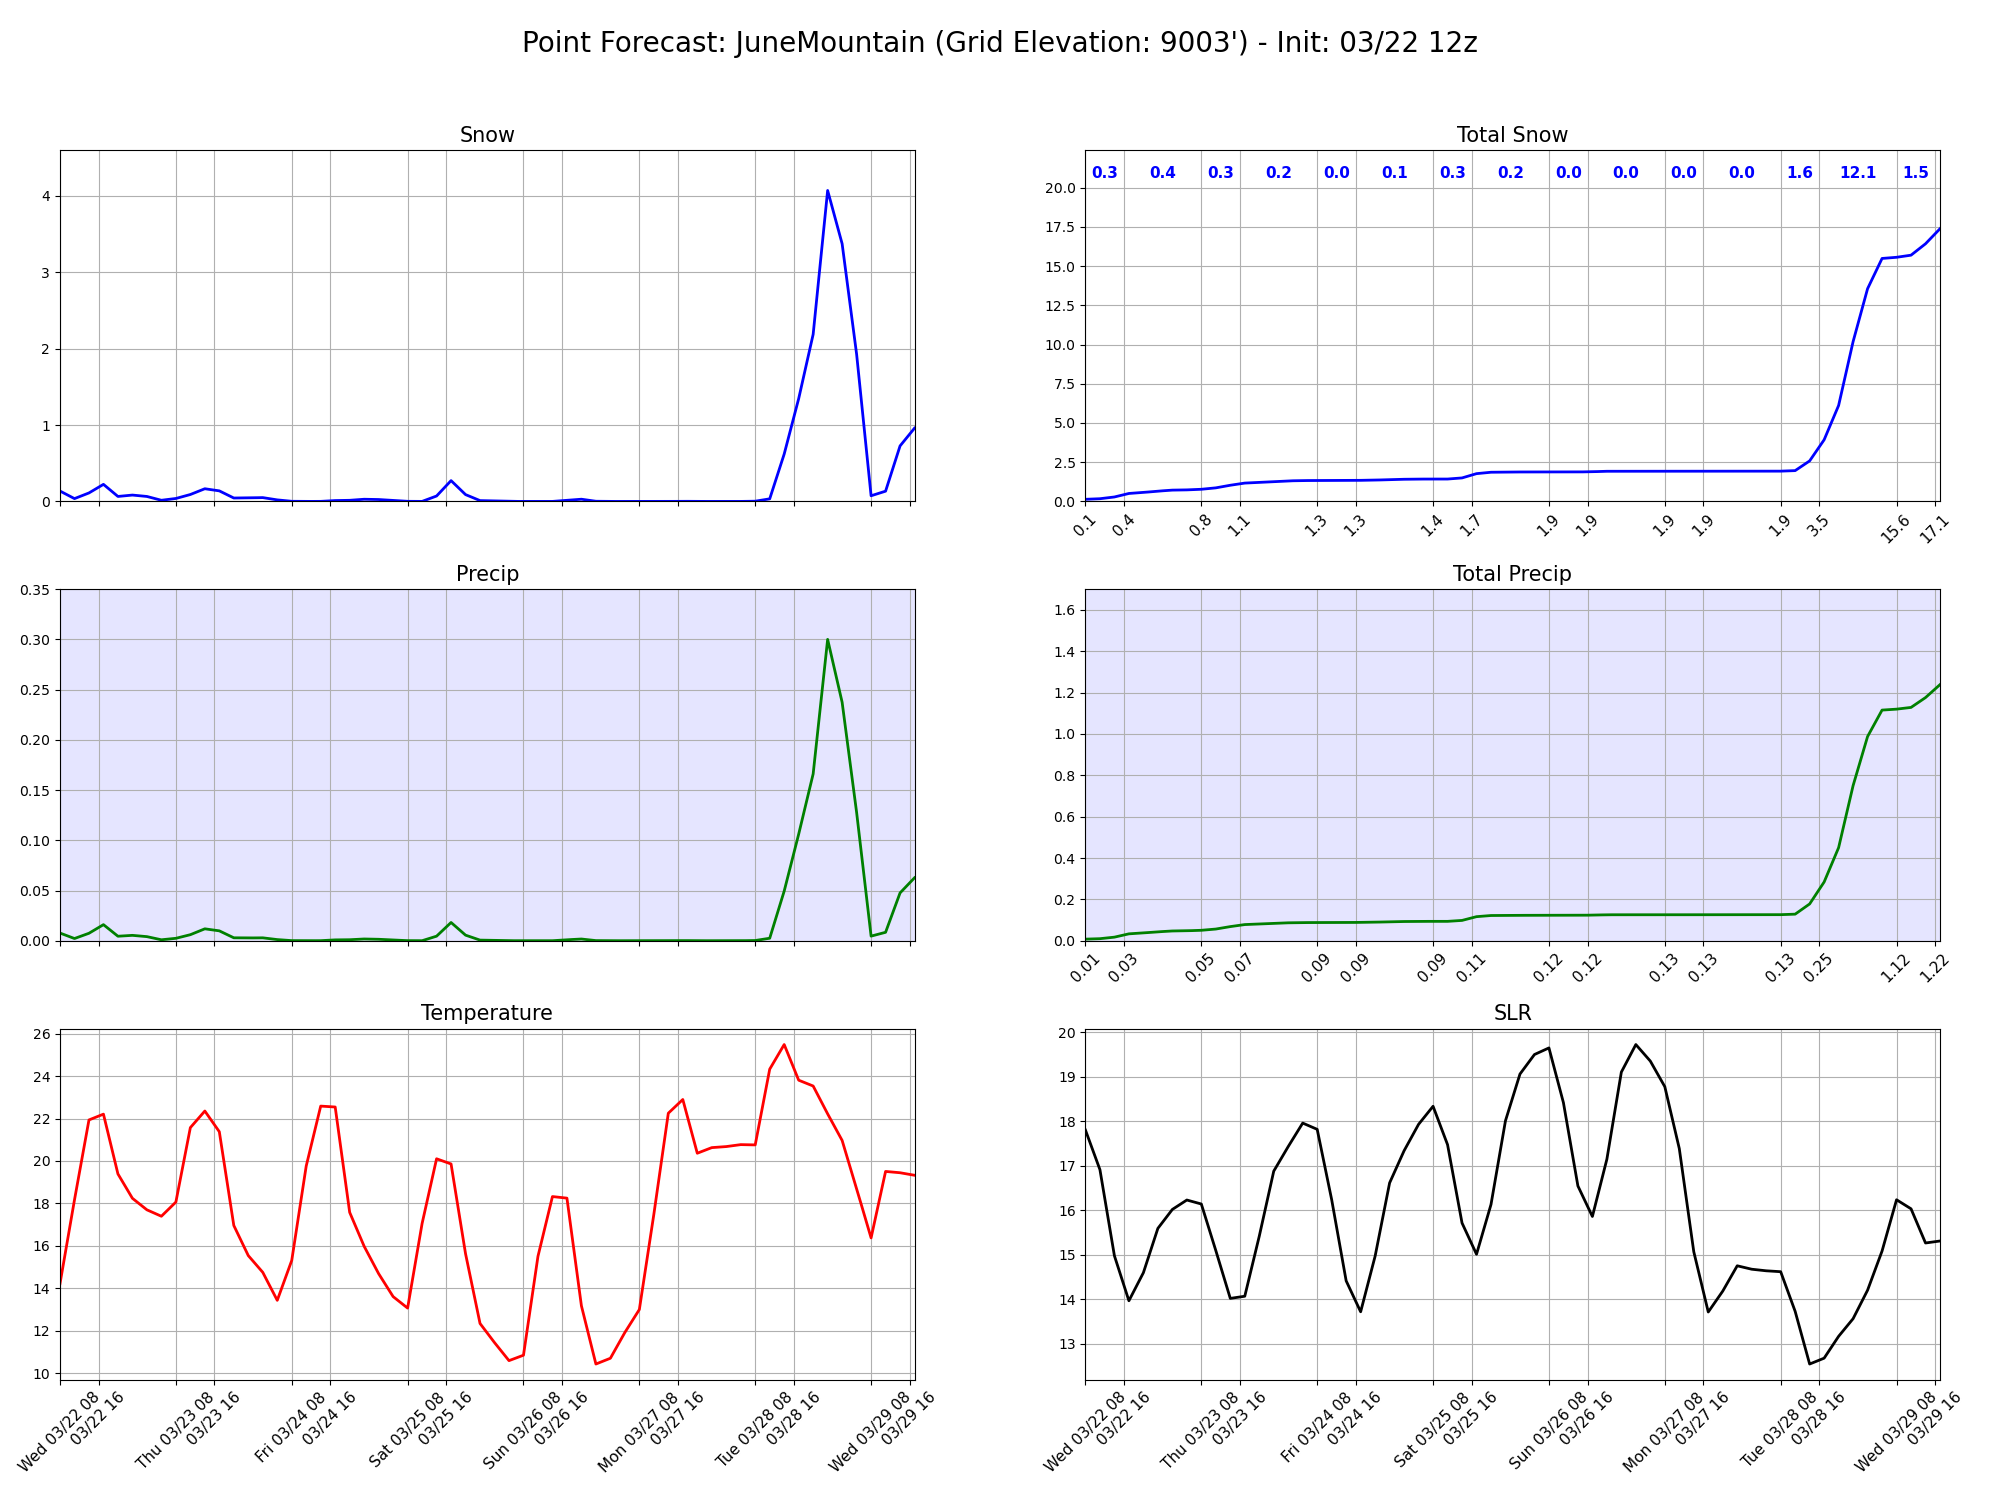 Point Forecast: JuneMountain (Grid Elevation: 9003') - Init: 03/22 12z
Snow
4
3
2
1
0
Total Snow
0.3 0.4 0.3 0.2 0.0 0.1 0.3 0.2 0.0 0.0 0.0 0.0 1.6 12.1 1.5
20.0
17.5
15.0
12.5
10.0
7.5
5.0
2.5
0.0
0.1 0.4 0.8 1.1 1.3 1.3 1.4 1.7 1.9 1.9 1.9 1.9 1.9 3.5 15.6 17.1
Precip
0.35
0.30
0.25
0.20
0.15
0.10
0.05
0.00
Total Precip
1.6
1.4
1.2
1.0
0.8
0.6
0.4
0.2
0.0
0.01 0.03 0.05 0.07 0.09 0.09 0.09 0.11 0.12 0.12 0.13 0.13 0.13 0.25 1.12 1.22
Temperature
26
24
22
20
18
16
14
12
10
Wed 03/22 08
03/22 16
Thu 03/23 08
03/23 16
Fri 03/24 08
03/24 16
Sat 03/25 08
03/25 16
Sun 03/26 08
03/26 16
Mon 03/27 08
03/27 16
Tue 03/28 08
03/28 16
Wed 03/29 08
03/29 16
SLR
20
19
18
17
16
15
14
13
Wed 03/22 08
03/22 16
Thu 03/23 08
03/23 16
Fri 03/24 08
03/24 16
Sat 03/25 08
03/25 16
Sun 03/26 08
03/26 16
Mon 03/27 08
03/27 16
Tue 03/28 08
03/28 16
Wed 03/29 08
03/29 16